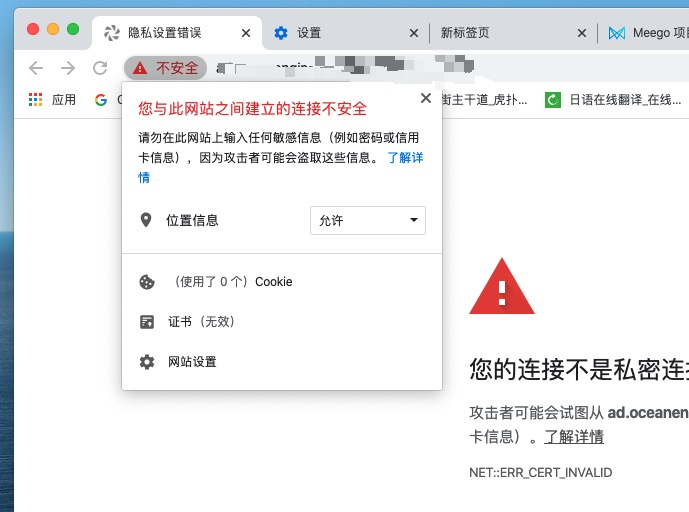 隐私设置错误
设置
新标签页
Meego 项
不安全
应用
街主干道_虎扑...
日语在线翻译_在线...
您与此网站之间建立的连接不安全
请勿在此网站上输入任何敏感信息（例如密码或信用
卡信息），因为攻击者可能会盗取这些信息。 了解详
情
位置信息
允许
（使用了 0 个）Cookie
证书（无效）
网站设置
您的连接不是私密连
攻击者可能会试图从 ad.oceanen
卡信息）。了解详情
NET::ERR_CERT_INVALID